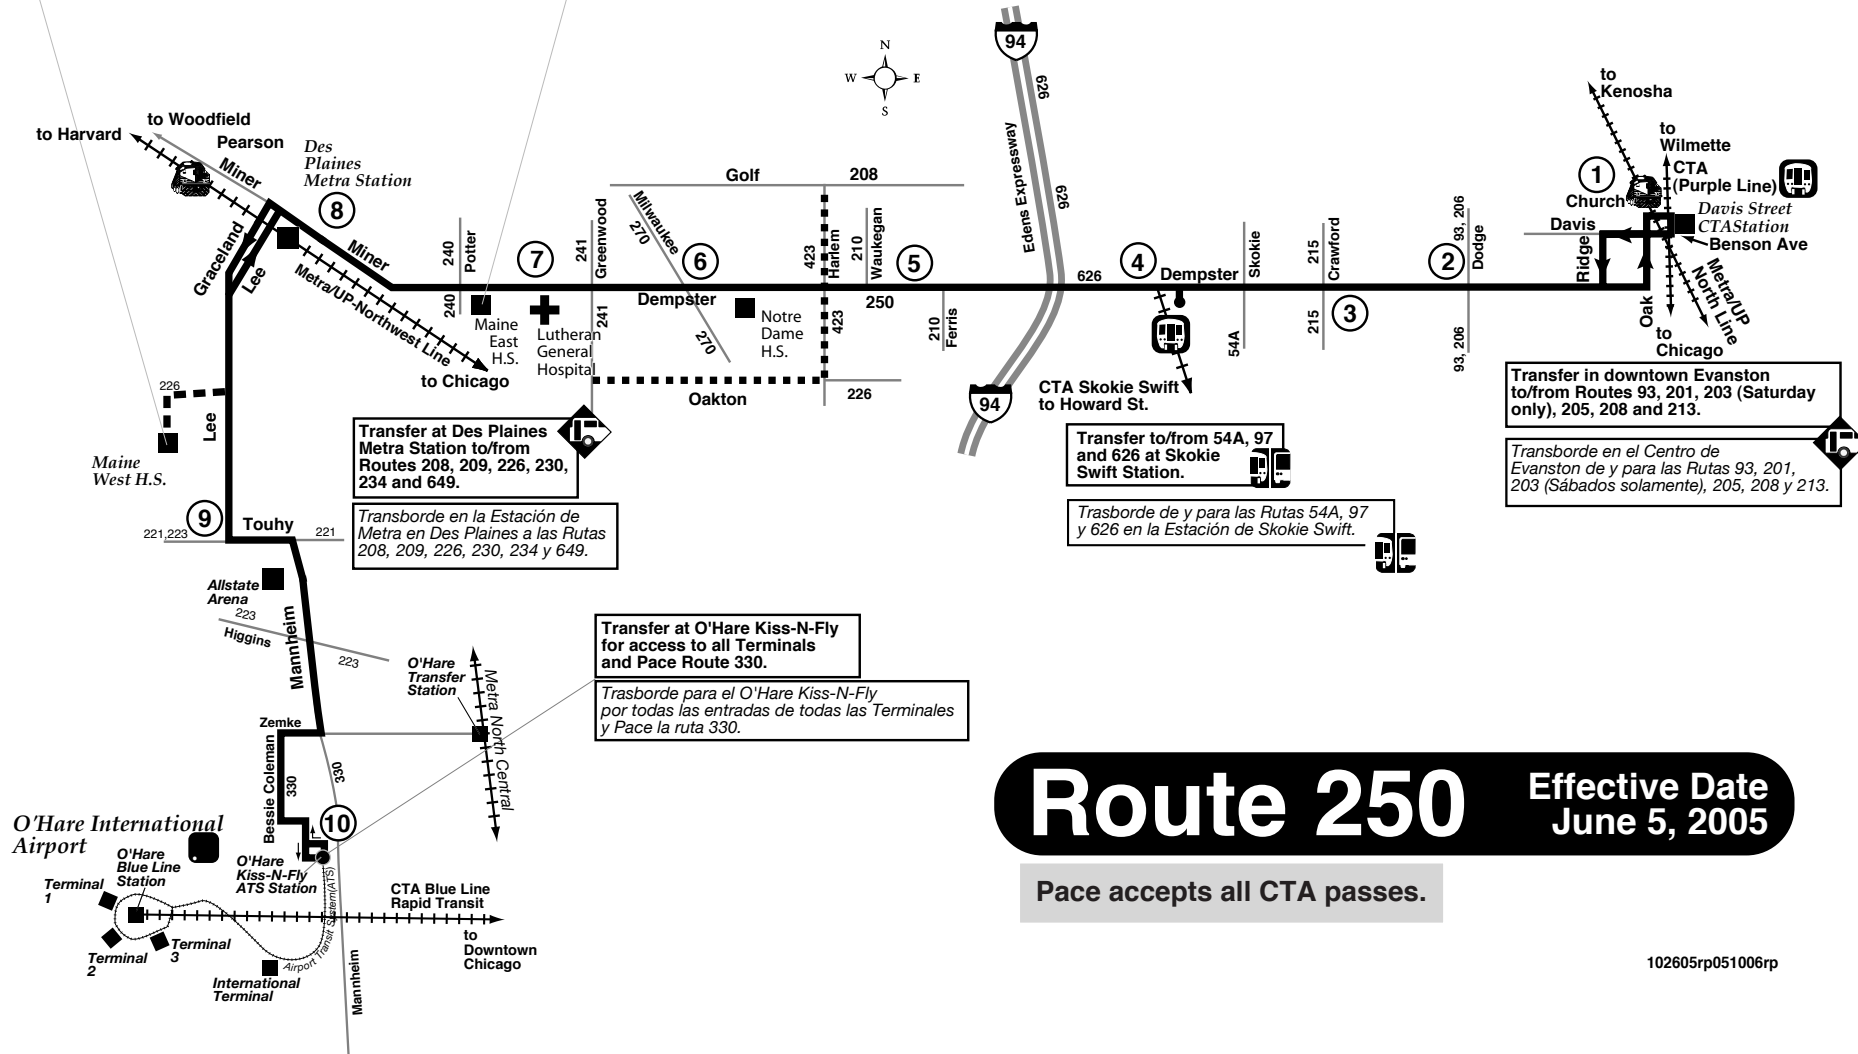 N
W
E
S
94
626
626
Edens Expressway
94
to Woodfield
to Harvard
Pearson
Miner
Des
Plaines
Metra Station
8
Miner
Graceland
Lee
Metra/UP-Northwest Line
to Chicago
240
Potter
240
7
Maine
East
H.S.
Lutheran
General
Hospital
241
Greenwood
241
Golf
208
Milwaukee
270
270
6
Dempster
Notre
Dame
H.S.
423
Harlem
423
210
Waukegan
5
250
210
Ferris
Oakton
226
626
4
Dempster
CTA Skokie Swift
to Howard St.
Skokie
54A
215
Crawford
215
3
2
93, 206
Dodge
93, 206
to
Kenosha
to
Wilmette
1
CTA
(Purple Line)
Church
Davis Street
CTAStation
Davis
Benson Ave
Ridge
Oak
Metra/UP
North Line
to
Chicago
Transfer in downtown Evanston
to/from Routes 93, 201, 203 (Saturday
only), 205, 208 and 213.
Transborde en el Centro de
Evanston de y para las Rutas 93, 201,
203 (Sábados solamente), 205, 208 y 213.
Transfer to/from 54A, 97
and 626 at Skokie
Swift Station.
Trasborde de y para las Rutas 54A, 97
y 626 en la Estación de Skokie Swift.
Transfer at Des Plaines
Metra Station to/from
Routes 208, 209, 226, 230,
234 and 649.
Transborde en la Estación de
Metra en Des Plaines a las Rutas
208, 209, 226, 230, 234 y 649.
226
Lee
Maine
West H.S.
9
Touhy
221,223
221
Allstate
Arena
223
Higgins
223
Mannheim
O'Hare
Transfer
Station
Metra North Central
Transfer at O'Hare Kiss-N-Fly
for access to all Terminals
and Pace Route 330.
Trasborde para el O'Hare Kiss-N-Fly
por todas las entradas de todas las Terminales
y Pace la ruta 330.
Zemke
Bessie Coleman
330
330
10
O'Hare International
Airport
O'Hare
Blue Line
Station
O'Hare
Kiss-N-Fly
ATS Station
Terminal
1
Terminal
2
Terminal
3
International
Terminal
Airport Transit System(ATS)
CTA Blue Line
Rapid Transit
to
Downtown
Chicago
Mannheim
Route 250
Effective Date
June 5, 2005
Pace accepts all CTA passes.
102605rp051006rp